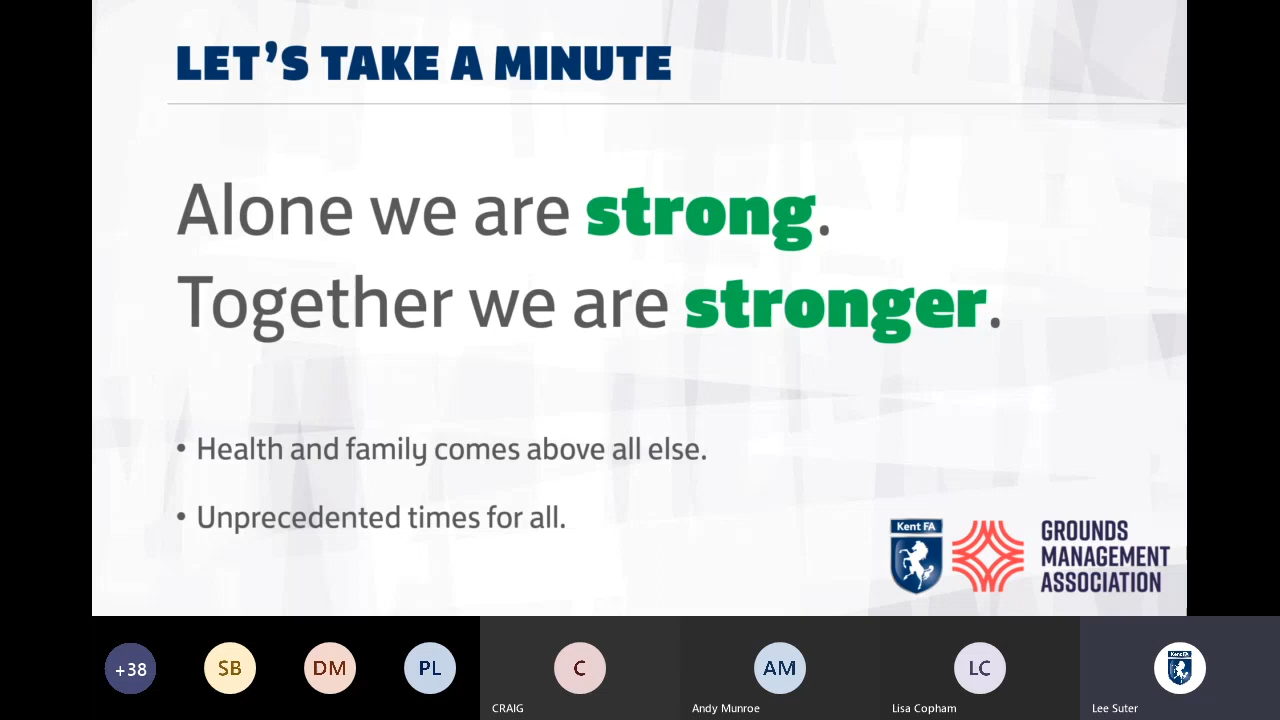 LET'S TAKE A MINUTE
Alone we are strong.
Together we are stronger.
• Health and family comes above all else.
• Unprecedented times for all.
Kent FA
GROUNDS
MANAGEMENT
ASSOCIATION
+38
SB
DM
PL
C
CRAIG
AM
Andy Munroe
LC
Lisa Copham
Kent FA
Lee Suter